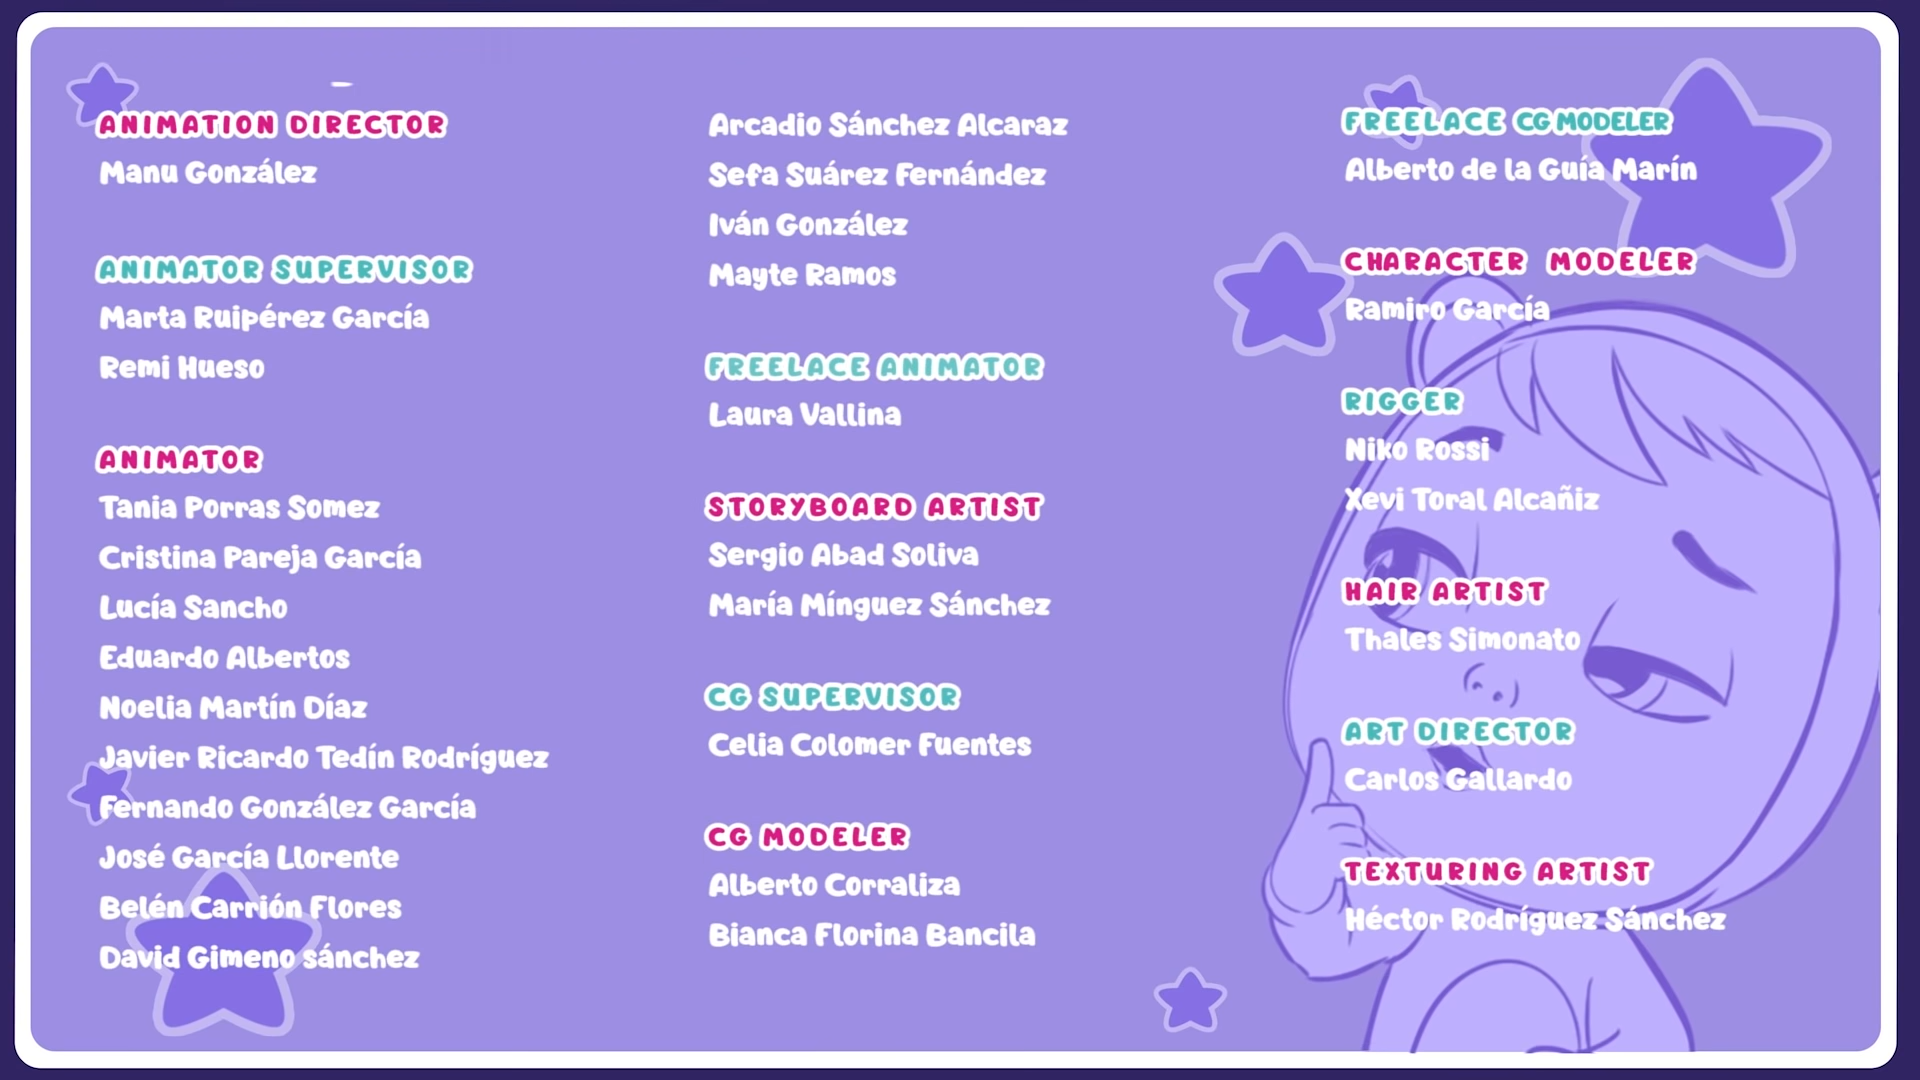 ANIMATION DIRECTOR
Manu González
ANIMATOR SUPERVISOR
Marta Ruipérez García
Remi Hueso
ANIMATOR
Tania Porras Somez
Cristina Pareja García
Lucía Sancho
Eduardo Albertos
Noelia Martín Díaz
Javier Ricardo Tedín Rodríguez
Fernando González García
José García Llorente
Belén Carrión Flores
David Gimeno sánchez
Arcadio Sánchez Alcaraz
Sefa Suárez Fernández
Iván González
Mayte Ramos
FREELACE ANIMATOR
Laura Vallina
STORYBOARD ARTIST
Sergio Abad Soliva
María Mínguez Sánchez
CG SUPERVISOR
Celia Colomer Fuentes
CG MODELER
Alberto Corraliza
Bianca Florina Bancila
FREELACE CG MODELER
Alberto de la Guía Marín
CHARACTER MODELER
Ramiro García
RIGGER
Niko Rossi
Xevi Toral Alcañiz
HAIR ARTIST
Thales Simonato
ART DIRECTOR
Carlos Gallardo
TEXTURING ARTIST
Héctor Rodríguez Sánchez